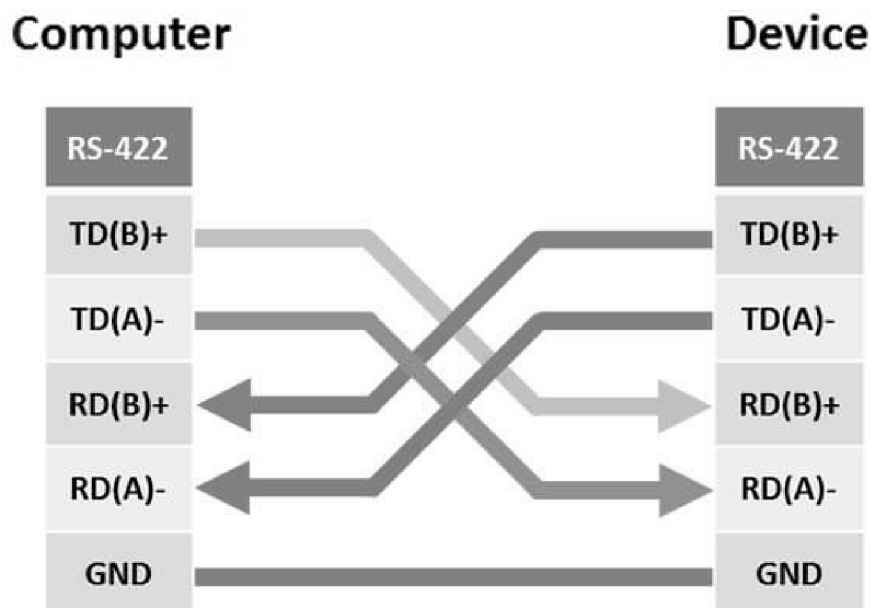 Computer Device
RS-422 RS-422
TD(B)+ TD(B)+
TD(A)- TD(A)-
RD(B)+ RD(B)+
RD(A)- RD(A)-
GND GND